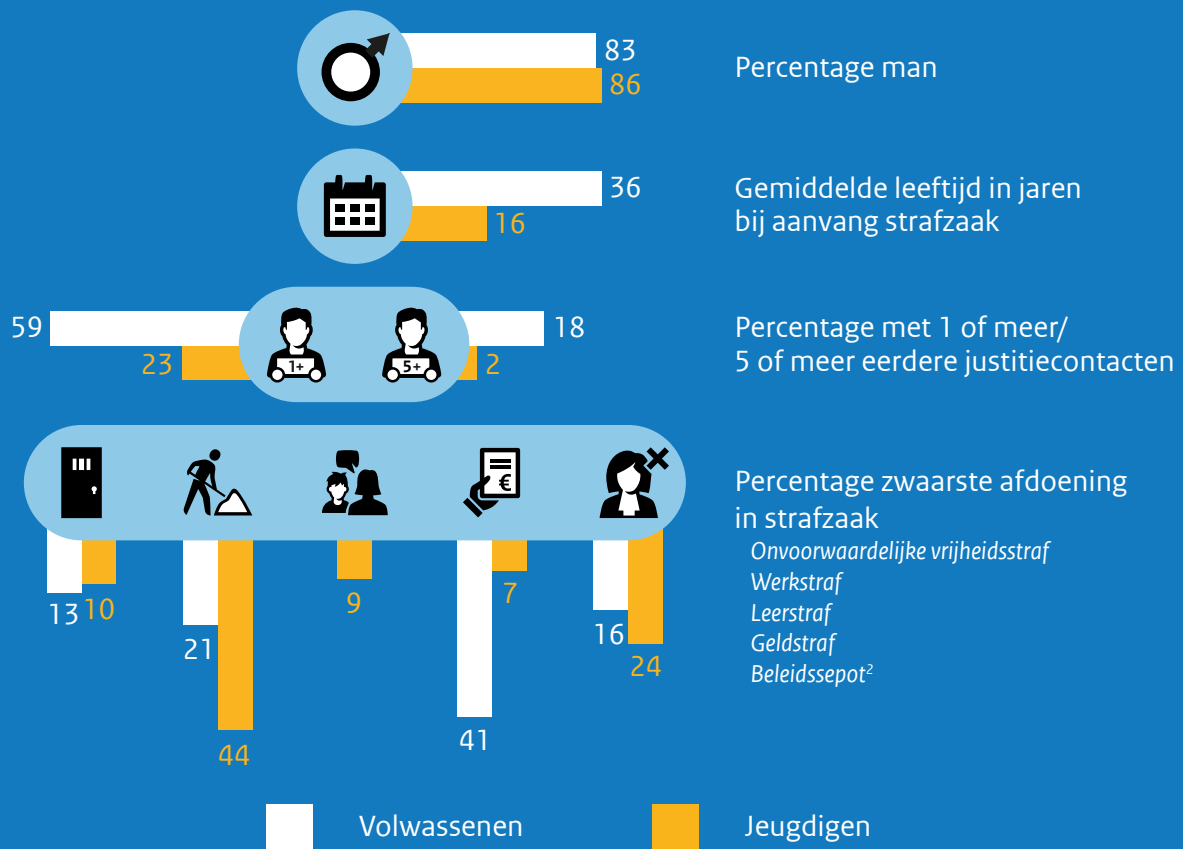 83
86
Percentage man
36
16
Gemiddelde leeftijd in jaren
bij aanvang strafzaak
59
23
1+
5+
18
2
Percentage met 1 of meer/
5 of meer eerdere justitiecontacten
€
Percentage zwaarste afdoening
in strafzaak
Onvoorwaardelijke vrijheidsstraf
Werkstraf
Leerstraf
Geldstraf
Beleidssepot²
13
10
21
44
9
41
7
16
24
Volwassenen
Jeugdigen